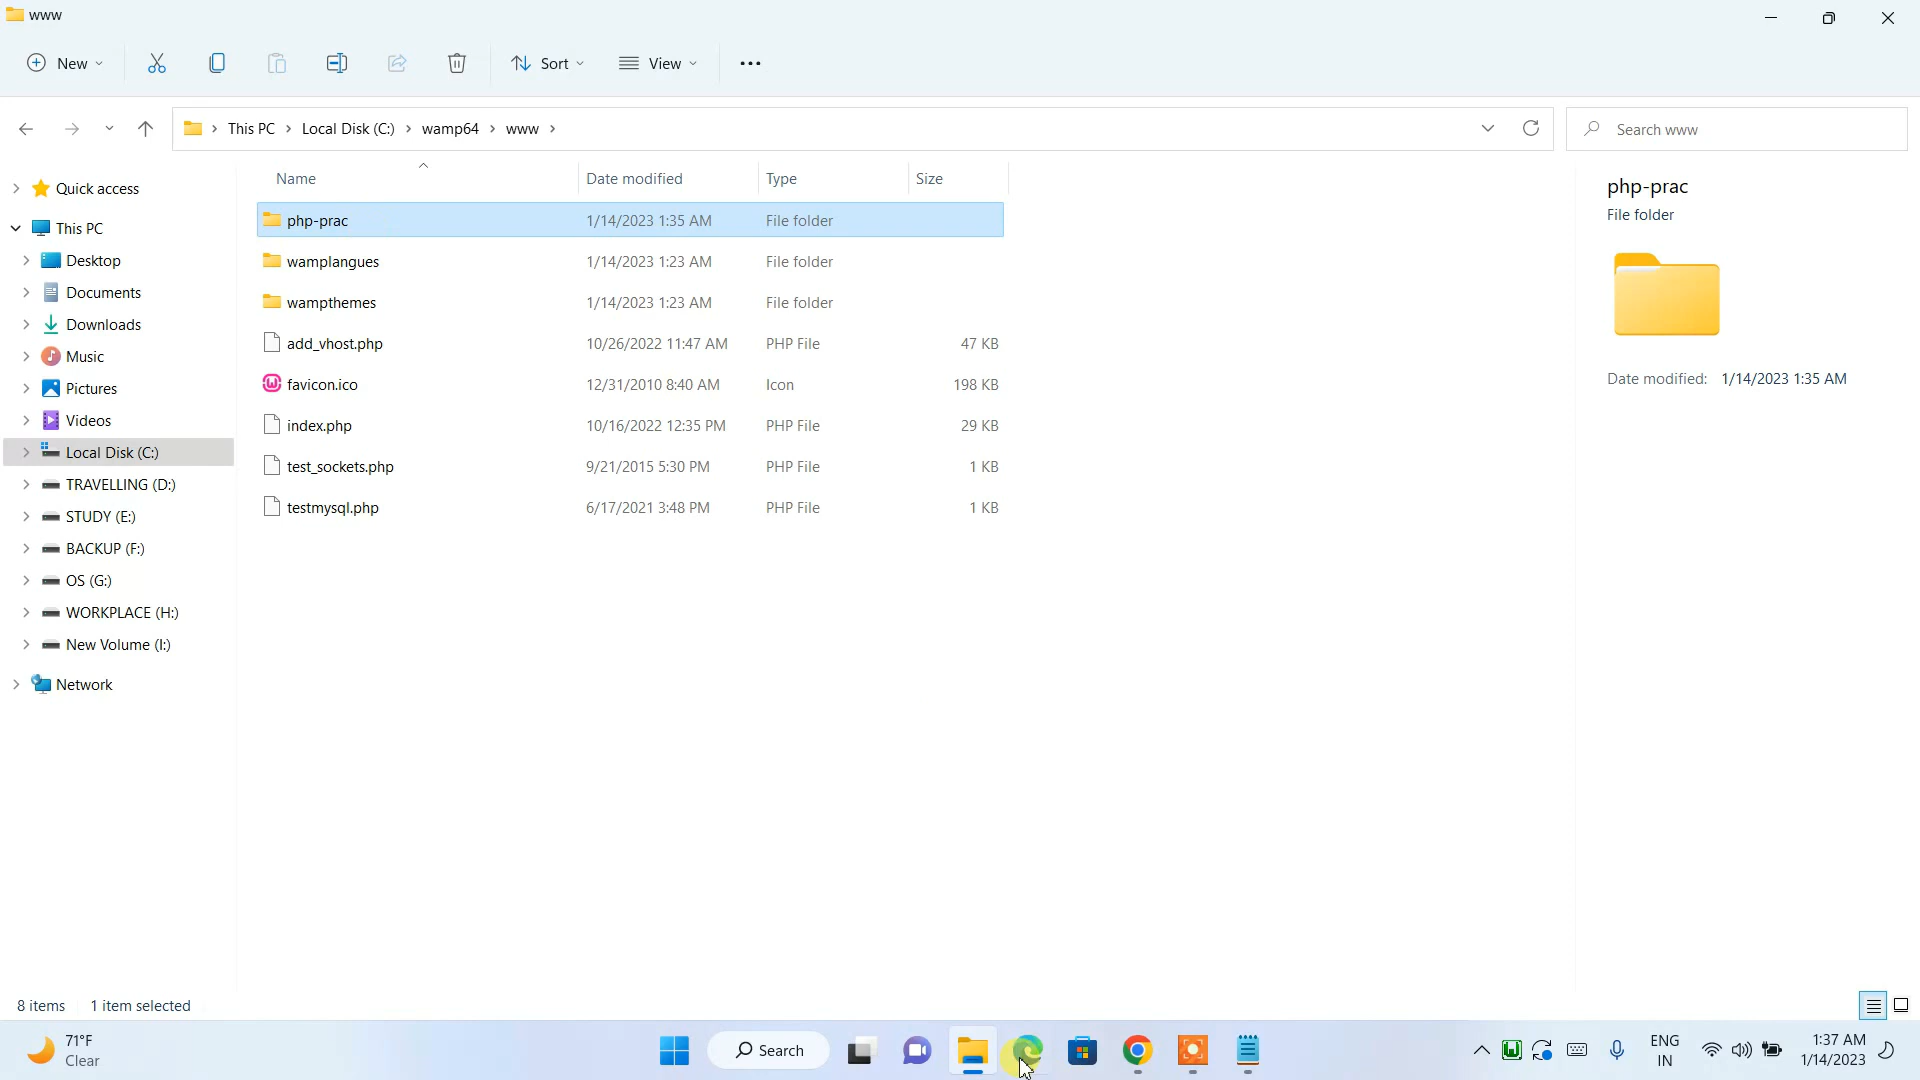 www
New
Sort
View
This PC
Local Disk (C:)
wamp64
www
Search www
Quick access
This PC
Desktop
Documents
Downloads
Music
Pictures
Videos
Local Disk (C:)
TRAVELLING (D:)
STUDY (E:)
BACKUP (F:)
OS (G:)
WORKPLACE (H:)
New Volume (I:)
Network
Name Date modified Type Size
php-prac 1/14/2023 1:35 AM File folder
wamplangues 1/14/2023 1:23 AM File folder
wampthemes 1/14/2023 1:23 AM File folder
add_vhost.php 10/26/2022 11:47 AM PHP File 47 KB
favicon.ico 12/31/2010 8:40 AM Icon 198 KB
index.php 10/16/2022 12:35 PM PHP File 29 KB
test_sockets.php 9/21/2015 5:30 PM PHP File 1 KB
testmysql.php 6/17/2021 3:48 PM PHP File 1 KB
php-prac
File folder
Date modified: 1/14/2023 1:35 AM
8 items 1 item selected
71°F
Clear
Search
ENG
IN
1:37 AM
1/14/2023